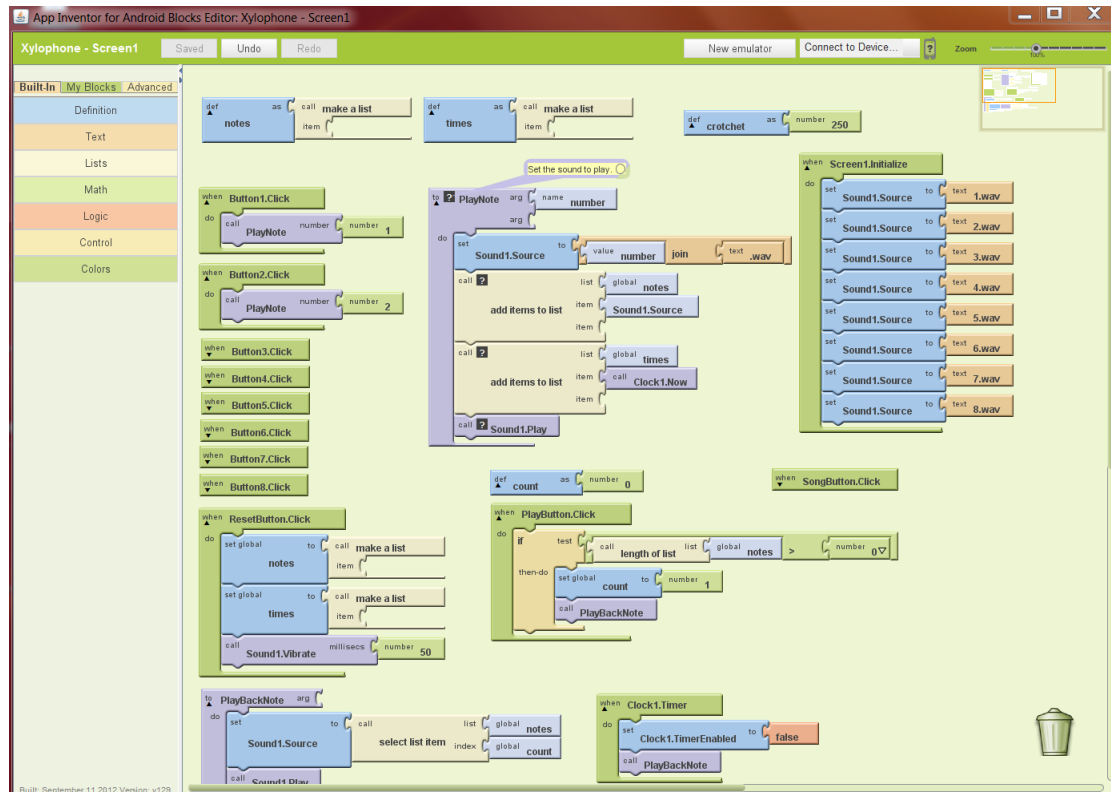 App Inventor for Android Blocks Editor: Xylophone - Screen1
Xylophone - Screen1 Saved Undo Redo New emulator Connect to Device... ? Zoom
100%
Built-In My Blocks Advanced
Definition
Text
Lists
Math
Logic
Control
Colors
def notes as call make a list
item
def times as call make a list
item
def crotchet as number 250
Set the sound to play.
when Button1.Click
do call PlayNote number number 1
when Button2.Click
do call PlayNote number number 2
when Button3.Click
when Button4.Click
when Button5.Click
when Button6.Click
when Button7.Click
when Button8.Click
to ? PlayNote arg name number
arg
do set Sound1.Source to value number join text .wav
call ? add items to list list global notes
item Sound1.Source
item
call ? add items to list list global times
item call Clock1.Now
item
call ? Sound1.Play
when Screen1.Initialize
do set Sound1.Source to text 1.wav
set Sound1.Source to text 2.wav
set Sound1.Source to text 3.wav
set Sound1.Source to text 4.wav
set Sound1.Source to text 5.wav
set Sound1.Source to text 6.wav
set Sound1.Source to text 7.wav
set Sound1.Source to text 8.wav
def count as number 0
when SongButton.Click
when ResetButton.Click
do set global notes to call make a list
item
set global times to call make a list
item
call Sound1.Vibrate millisecs number 50
when PlayButton.Click
do if test call length of list list global notes > number 0
then-do set global count to number 1
call PlayBackNote
to PlayBackNote arg
do set Sound1.Source to call select list item list global notes
index global count
call Sound1.Play
when Clock1.Timer
do set Clock1.TimerEnabled to false
call PlayBackNote
Built: September 11 2012 Version: v129